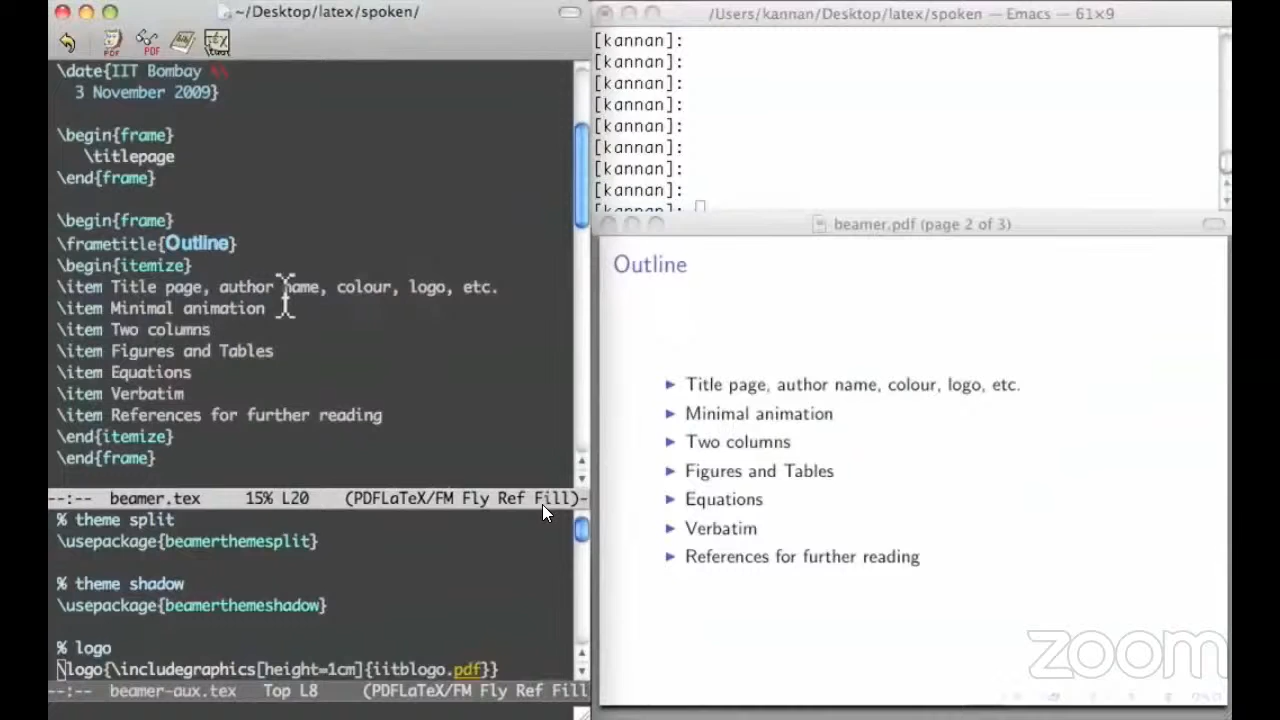 ~/Desktop/latex/spoken/
\date{IIT Bombay \\
3 November 2009}
\begin{frame}
\titlepage
\end{frame}
\begin{frame}
\frametitle{Outline}
\begin{itemize}
\item Title page, author name, colour, logo, etc.
\item Minimal animation
\item Two columns
\item Figures and Tables
\item Equations
\item Verbatim
\item References for further reading
\end{itemize}
\end{frame}
--:-- beamer.tex 15% L20 (PDFLaTeX/FM Fly Ref Fill)-
% theme split
\usepackage{beamerthemesplit}
% theme shadow
\usepackage{beamerthemeshadow}
% logo
\logo{\includegraphics[height=1cm]{iitblogo.pdf}}
--:-- beamer-aux.tex Top L8 (PDFLaTeX/FM Fly Ref Fill
/Users/kannan/Desktop/latex/spoken — Emacs — 61×9
[kannan]:
[kannan]:
[kannan]:
[kannan]:
[kannan]:
[kannan]:
[kannan]:
[kannan]:
[kannan]:
beamer.pdf (page 2 of 3)
Outline
Title page, author name, colour, logo, etc.
Minimal animation
Two columns
Figures and Tables
Equations
Verbatim
References for further reading
zoom